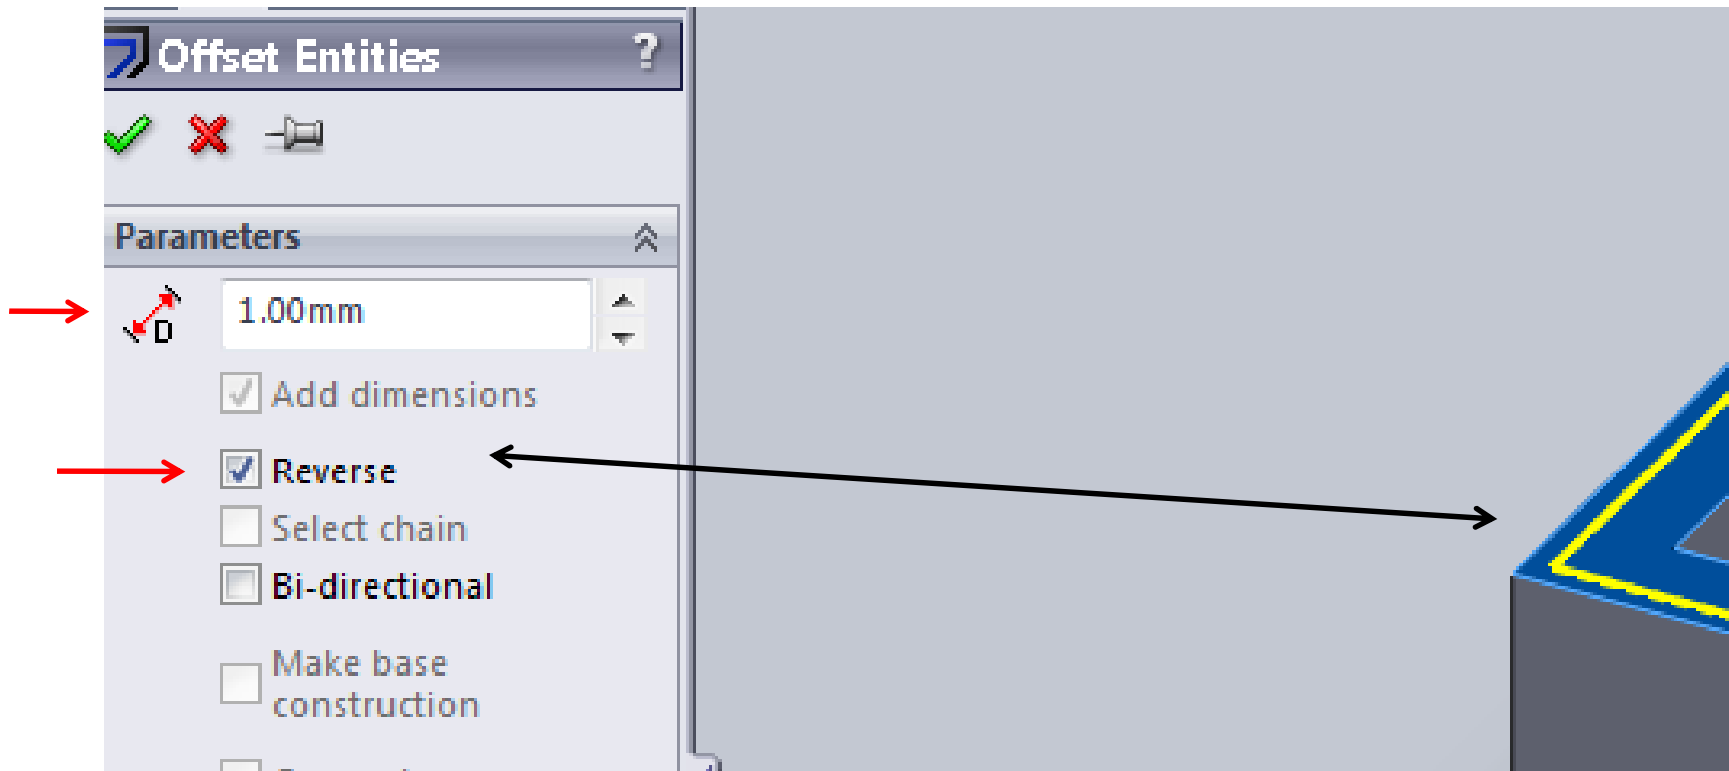 Offset Entities ?
Parameters
D 1.00mm
Add dimensions
Reverse
Select chain
Bi-directional
Make base
construction